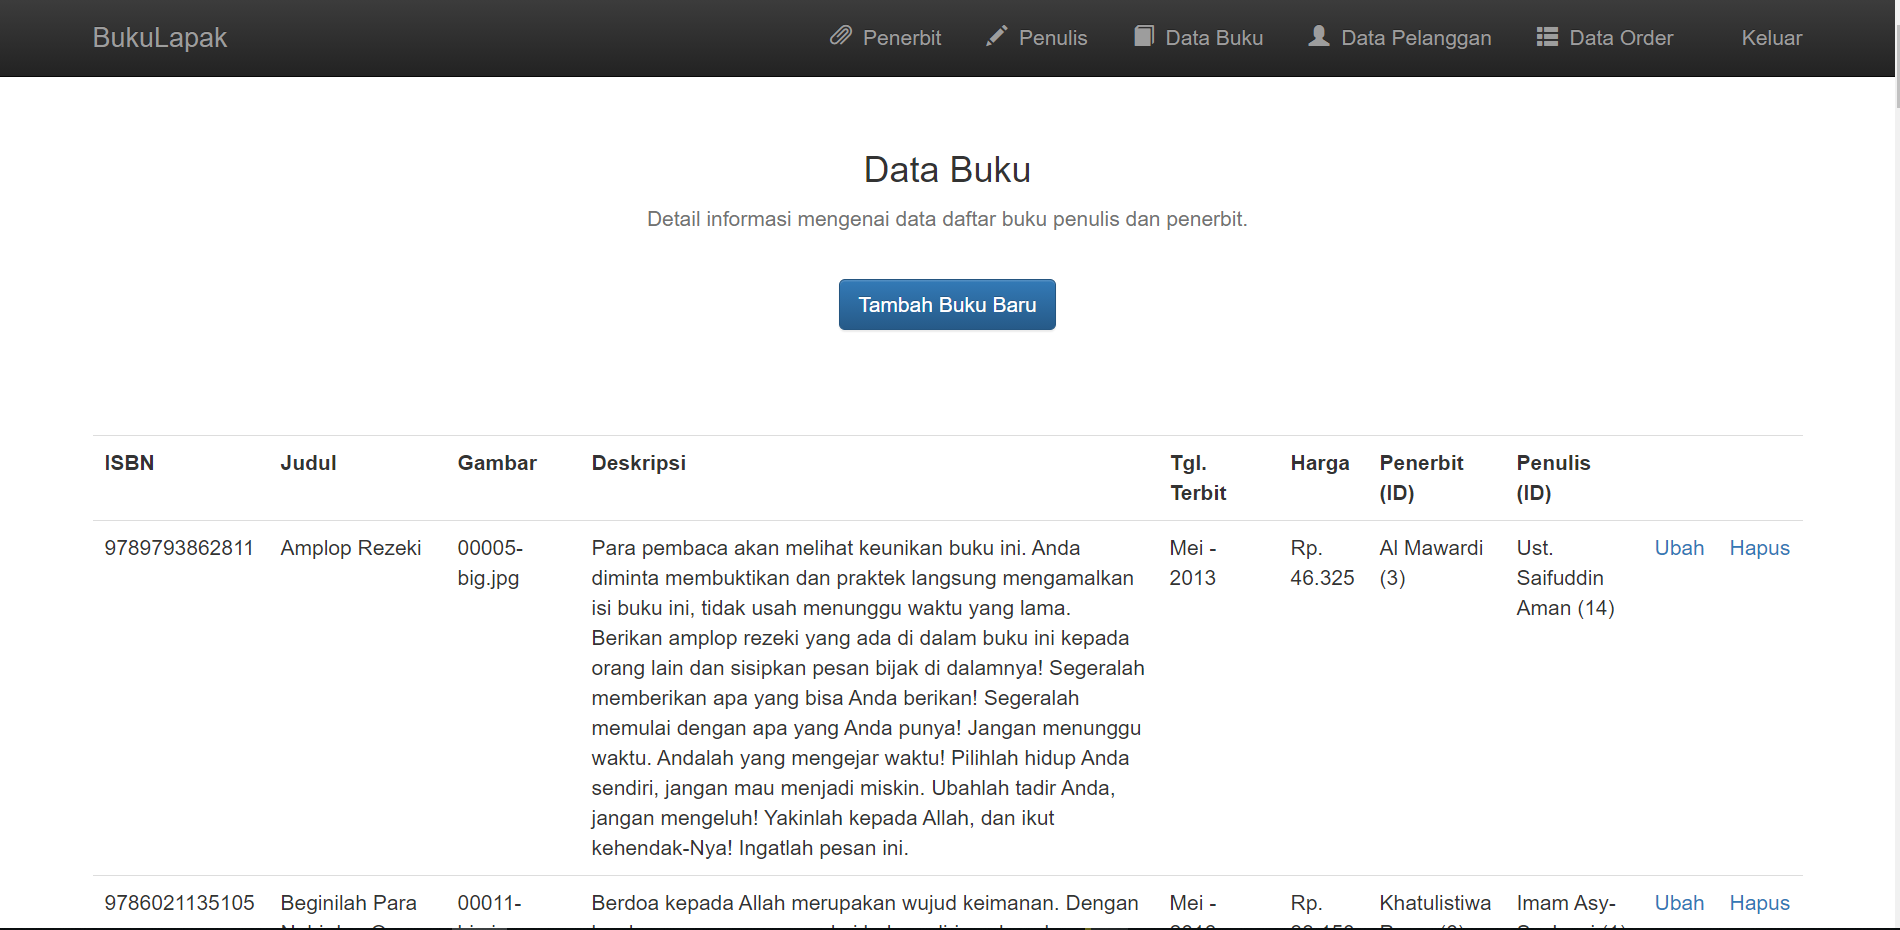 BukuLapak Penerbit Penulis Data Buku Data Pelanggan Data Order Keluar
Data Buku
Detail informasi mengenai data daftar buku penulis dan penerbit.
Tambah Buku Baru
ISBN Judul Gambar Deskripsi Tgl. Harga Penerbit Penulis
Terbit (ID) (ID)
9789793862811 Amplop Rezeki 00005- Para pembaca akan melihat keunikan buku ini. Anda Mei - Rp. Al Mawardi Ust. Ubah Hapus
big.jpg diminta membuktikan dan praktek langsung mengamalkan 2013 46.325 (3) Saifuddin
isi buku ini, tidak usah menunggu waktu yang lama. Aman (14)
Berikan amplop rezeki yang ada di dalam buku ini kepada
orang lain dan sisipkan pesan bijak di dalamnya! Segeralah
memberikan apa yang bisa Anda berikan! Segeralah
memulai dengan apa yang Anda punya! Jangan menunggu
waktu. Andalah yang mengejar waktu! Pilihlah hidup Anda
sendiri, jangan mau menjadi miskin. Ubahlah tadir Anda,
jangan mengeluh! Yakinlah kepada Allah, dan ikut
kehendak-Nya! Ingatlah pesan ini.
9786021135105 Beginilah Para 00011- Berdoa kepada Allah merupakan wujud keimanan. Dengan Mei - Rp. Khatulistiwa Imam Asy- Ubah Hapus